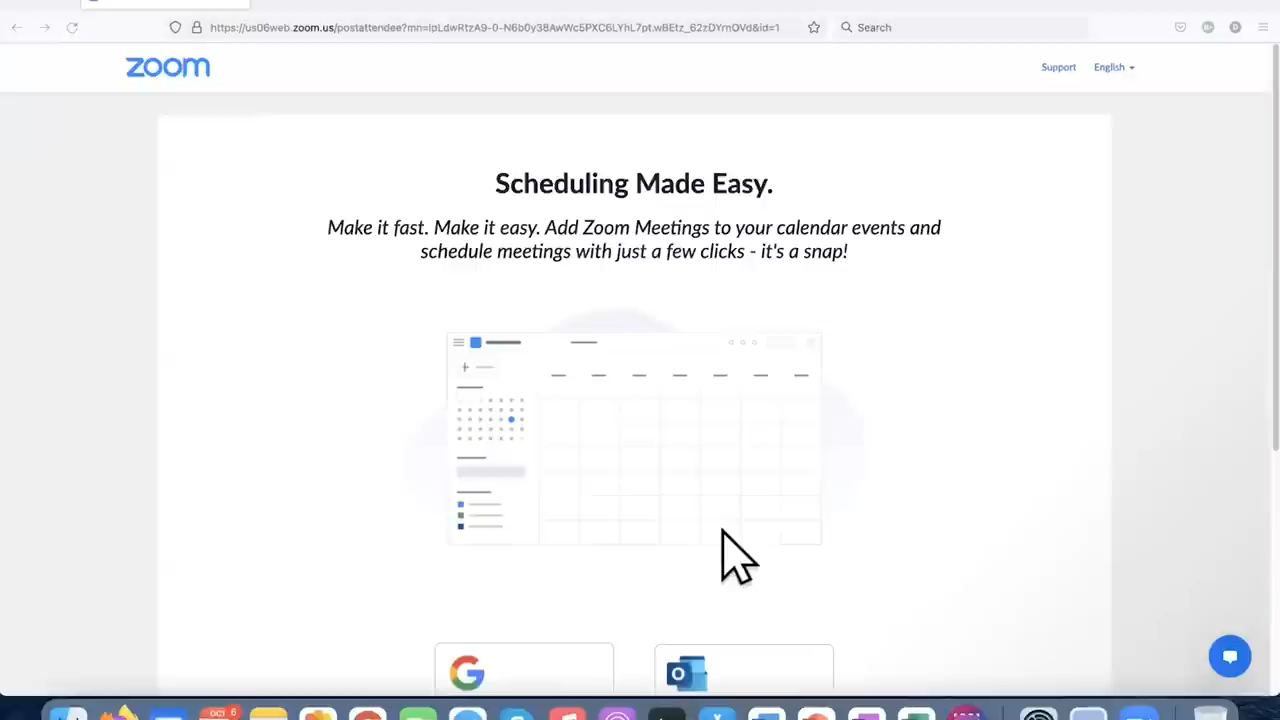 https://us06web.zoom.us/postattendee?mn=ipLdwRtzA9-0-N6b0y38AwWc5PXC6LYhL7pt.wBEtz_62zDYrnOVd&id=1
Search
zoom
Support
English
Scheduling Made Easy.
Make it fast. Make it easy. Add Zoom Meetings to your calendar events and
schedule meetings with just a few clicks - it's a snap!
OCT 6